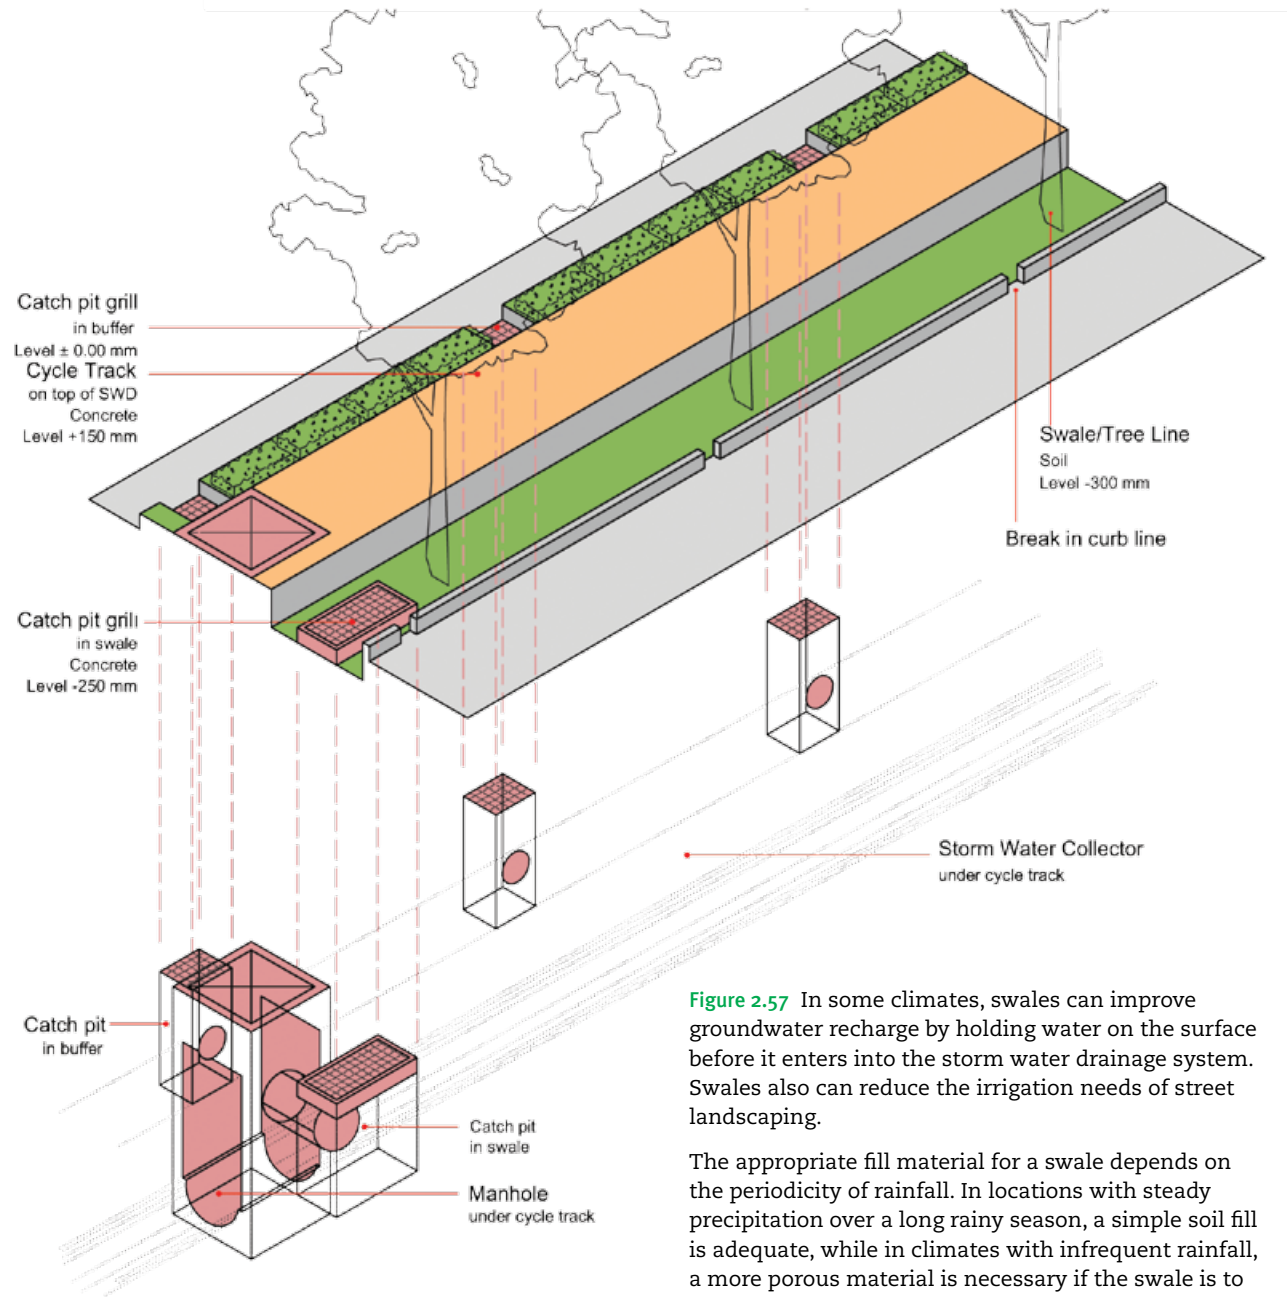 Catch pit grill
in buffer
Level ± 0.00 mm
Cycle Track
on top of SWD
Concrete
Level +150 mm
Swale/Tree Line
Soil
Level -300 mm
Break in curb line
Catch pit grill
in swale
Concrete
Level -250 mm
Storm Water Collector
under cycle track
Catch pit
in buffer
Catch pit
in swale
Manhole
under cycle track
Figure 2.57 In some climates, swales can improve
groundwater recharge by holding water on the surface
before it enters into the storm water drainage system.
Swales also can reduce the irrigation needs of street
landscaping.
The appropriate fill material for a swale depends on
the periodicity of rainfall. In locations with steady
precipitation over a long rainy season, a simple soil fill
is adequate, while in climates with infrequent rainfall,
a more porous material is necessary if the swale is to